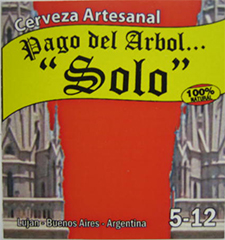 Cerveza Artesanal
Pago del Arbol...
"Solo"
100%
NATURAL
Luján - Buenos Aires - Argentina
5-12